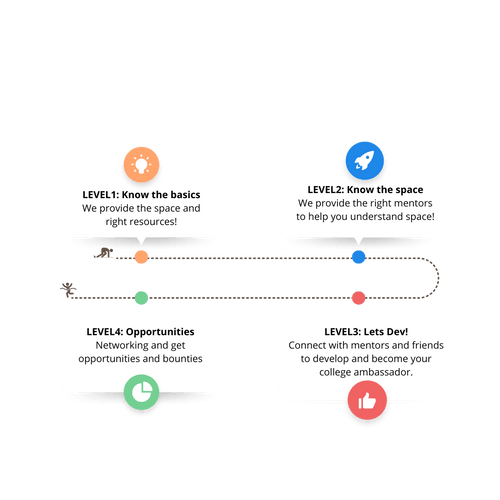 LEVEL1: Know the basics
We provide the space and
right resources!
LEVEL2: Know the space
We provide the right mentors
to help you understand space!
LEVEL3: Lets Dev!
Connect with mentors and friends
to develop and become your
college ambassador.
LEVEL4: Opportunities
Networking and get
opportunities and bounties